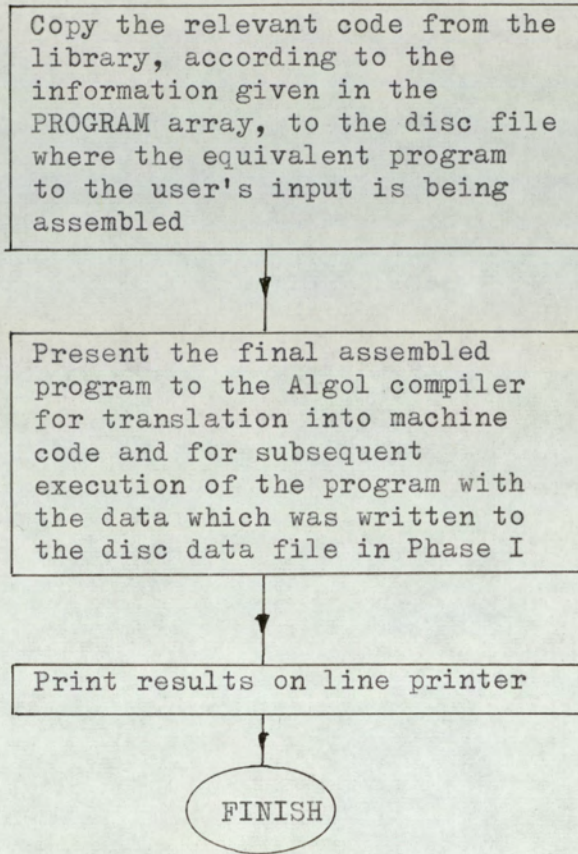 Copy the relevant code from the
library, according to the
information given in the
PROGRAM array, to the disc file
where the equivalent program
to the user's input is being
assembled
Present the final assembled
program to the Algol compiler
for translation into machine
code and for subsequent
execution of the program with
the data which was written to
the disc data file in Phase I
Print results on line printer
FINISH